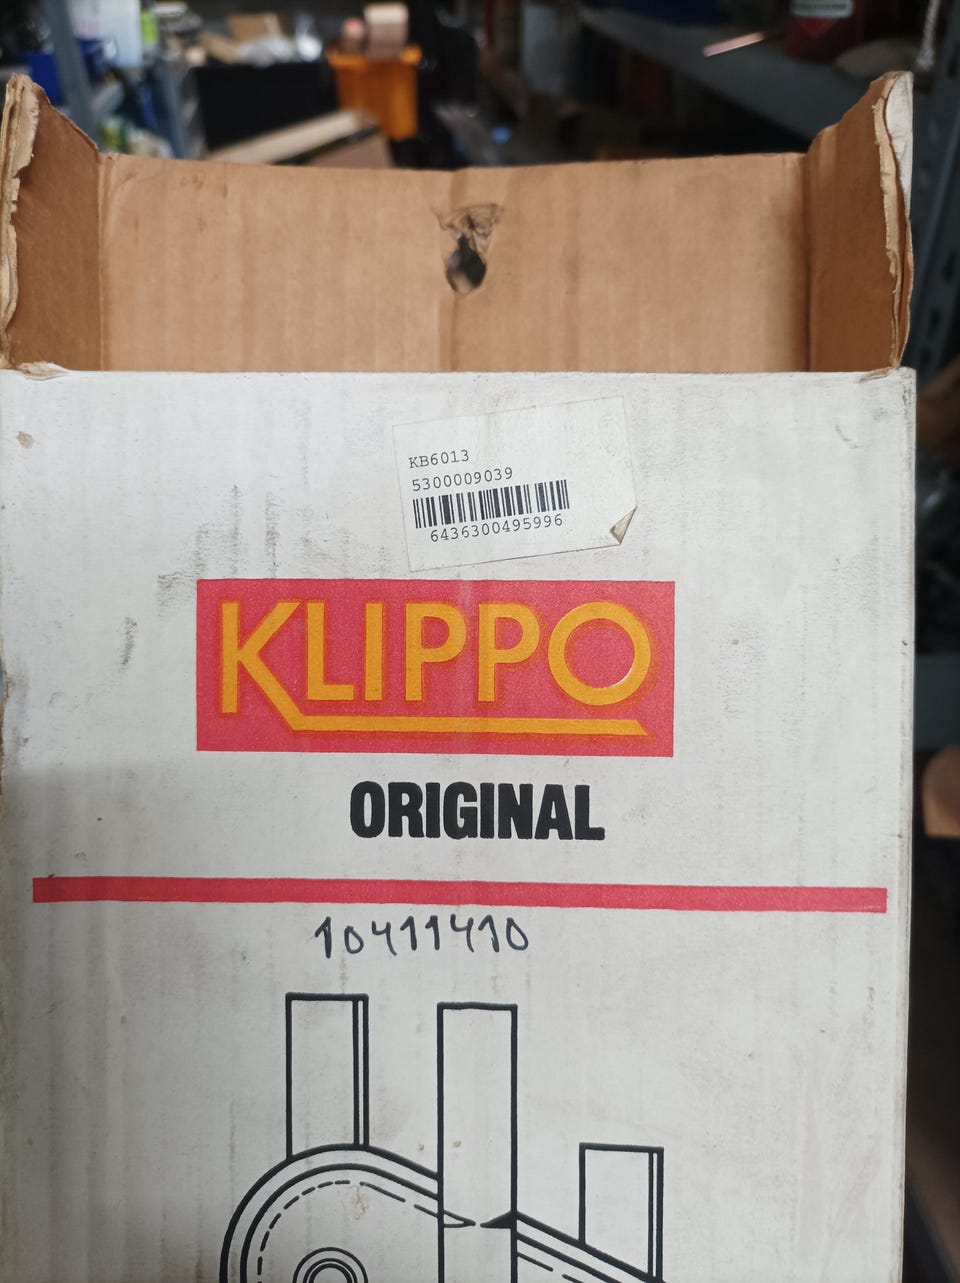 KB6013
5300009039
6436300495996
KLIPPO
ORIGINAL
10411410